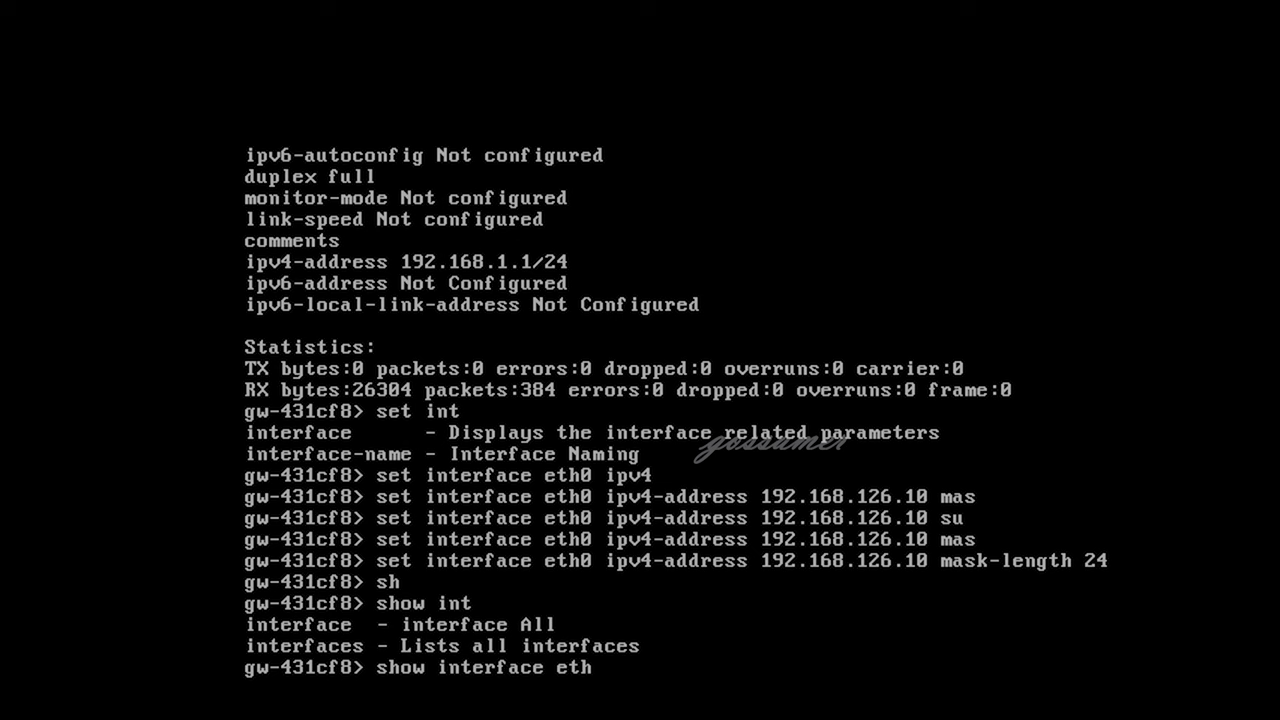 ipv6-autoconfig Not configured
duplex full
monitor-mode Not configured
link-speed Not configured
comments
ipv4-address 192.168.1.1/24
ipv6-address Not Configured
ipv6-local-link-address Not Configured
Statistics:
TX bytes:0 packets:0 errors:0 dropped:0 overruns:0 carrier:0
RX bytes:26304 packets:384 errors:0 dropped:0 overruns:0 frame:0
gw-431cf8> set int
interface - Displays the interface related parameters
interface-name - Interface Naming
gossamer
gw-431cf8> set interface eth0 ipv4
gw-431cf8> set interface eth0 ipv4-address 192.168.126.10 mas
gw-431cf8> set interface eth0 ipv4-address 192.168.126.10 su
gw-431cf8> set interface eth0 ipv4-address 192.168.126.10 mas
gw-431cf8> set interface eth0 ipv4-address 192.168.126.10 mask-length 24
gw-431cf8> sh
gw-431cf8> show int
interface - interface All
interfaces - Lists all interfaces
gw-431cf8> show interface eth